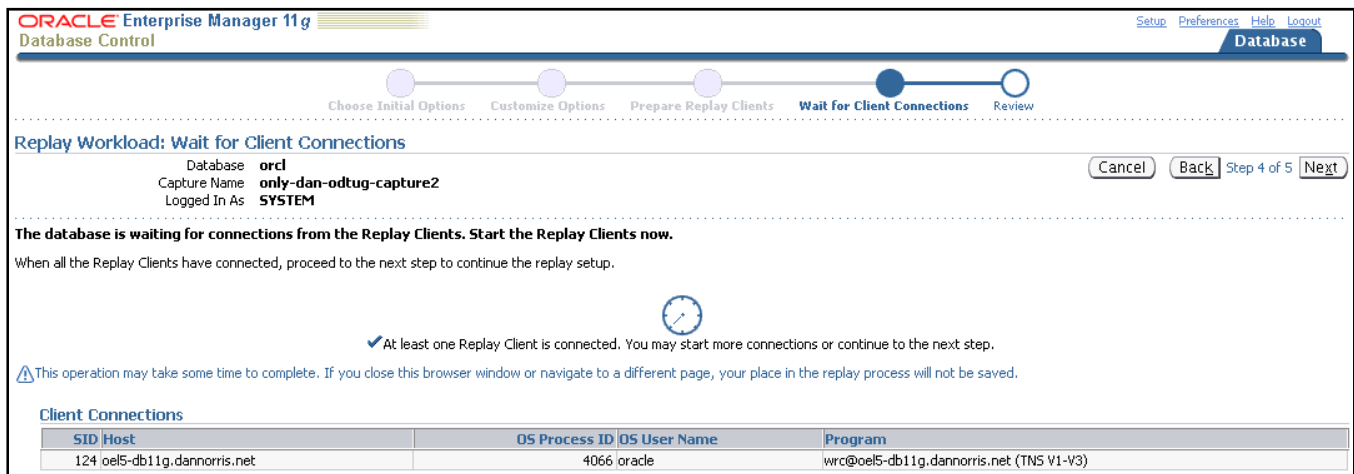 ORACLE Enterprise Manager 11g
Database Control
Setup Preferences Help Logout
Database
Choose Initial Options Customize Options Prepare Replay Clients Wait for Client Connections Review
Replay Workload: Wait for Client Connections
Database orcl
Capture Name only-dan-odtug-capture2
Logged In As SYSTEM
Cancel Back Step 4 of 5 Next
The database is waiting for connections from the Replay Clients. Start the Replay Clients now.
When all the Replay Clients have connected, proceed to the next step to continue the replay setup.
At least one Replay Client is connected. You may start more connections or continue to the next step.
This operation may take some time to complete. If you close this browser window or navigate to a different page, your place in the replay process will not be saved.
Client Connections
SID Host OS Process ID OS User Name Program
124 oel5-db11g.dannorris.net 4066 oracle wrc@oel5-db11g.dannorris.net (TNS V1-V3)